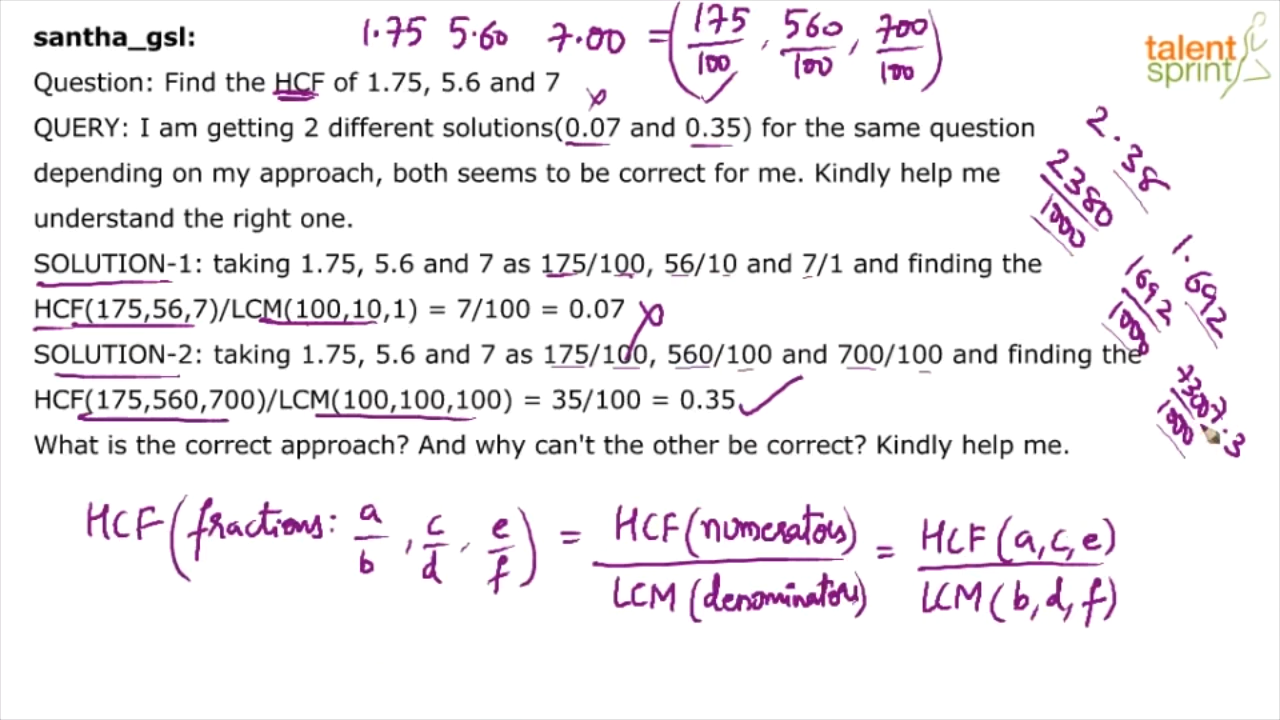 santha_gsl:
1.75 5.60 7.00 = (175/100, 560/100, 700/100)
talent
sprint
Question: Find the HCF of 1.75, 5.6 and 7
QUERY: I am getting 2 different solutions(0.07 and 0.35) for the same question
depending on my approach, both seems to be correct for me. Kindly help me
understand the right one.
SOLUTION-1: taking 1.75, 5.6 and 7 as 175/100, 56/10 and 7/1 and finding the
HCF(175,56,7)/LCM(100,10,1) = 7/100 = 0.07
SOLUTION-2: taking 1.75, 5.6 and 7 as 175/100, 560/100 and 700/100 and finding the
HCF(175,560,700)/LCM(100,100,100) = 35/100 = 0.35
What is the correct approach? And why can't the other be correct? Kindly help me.
2.38
2380
1000
1.692
1692
1000
7.3
7300
1000
HCF(fractions: a/b, c/d, e/f) = HCF(numerators)/LCM(denominators) = HCF(a,c,e)/LCM(b,d,f)